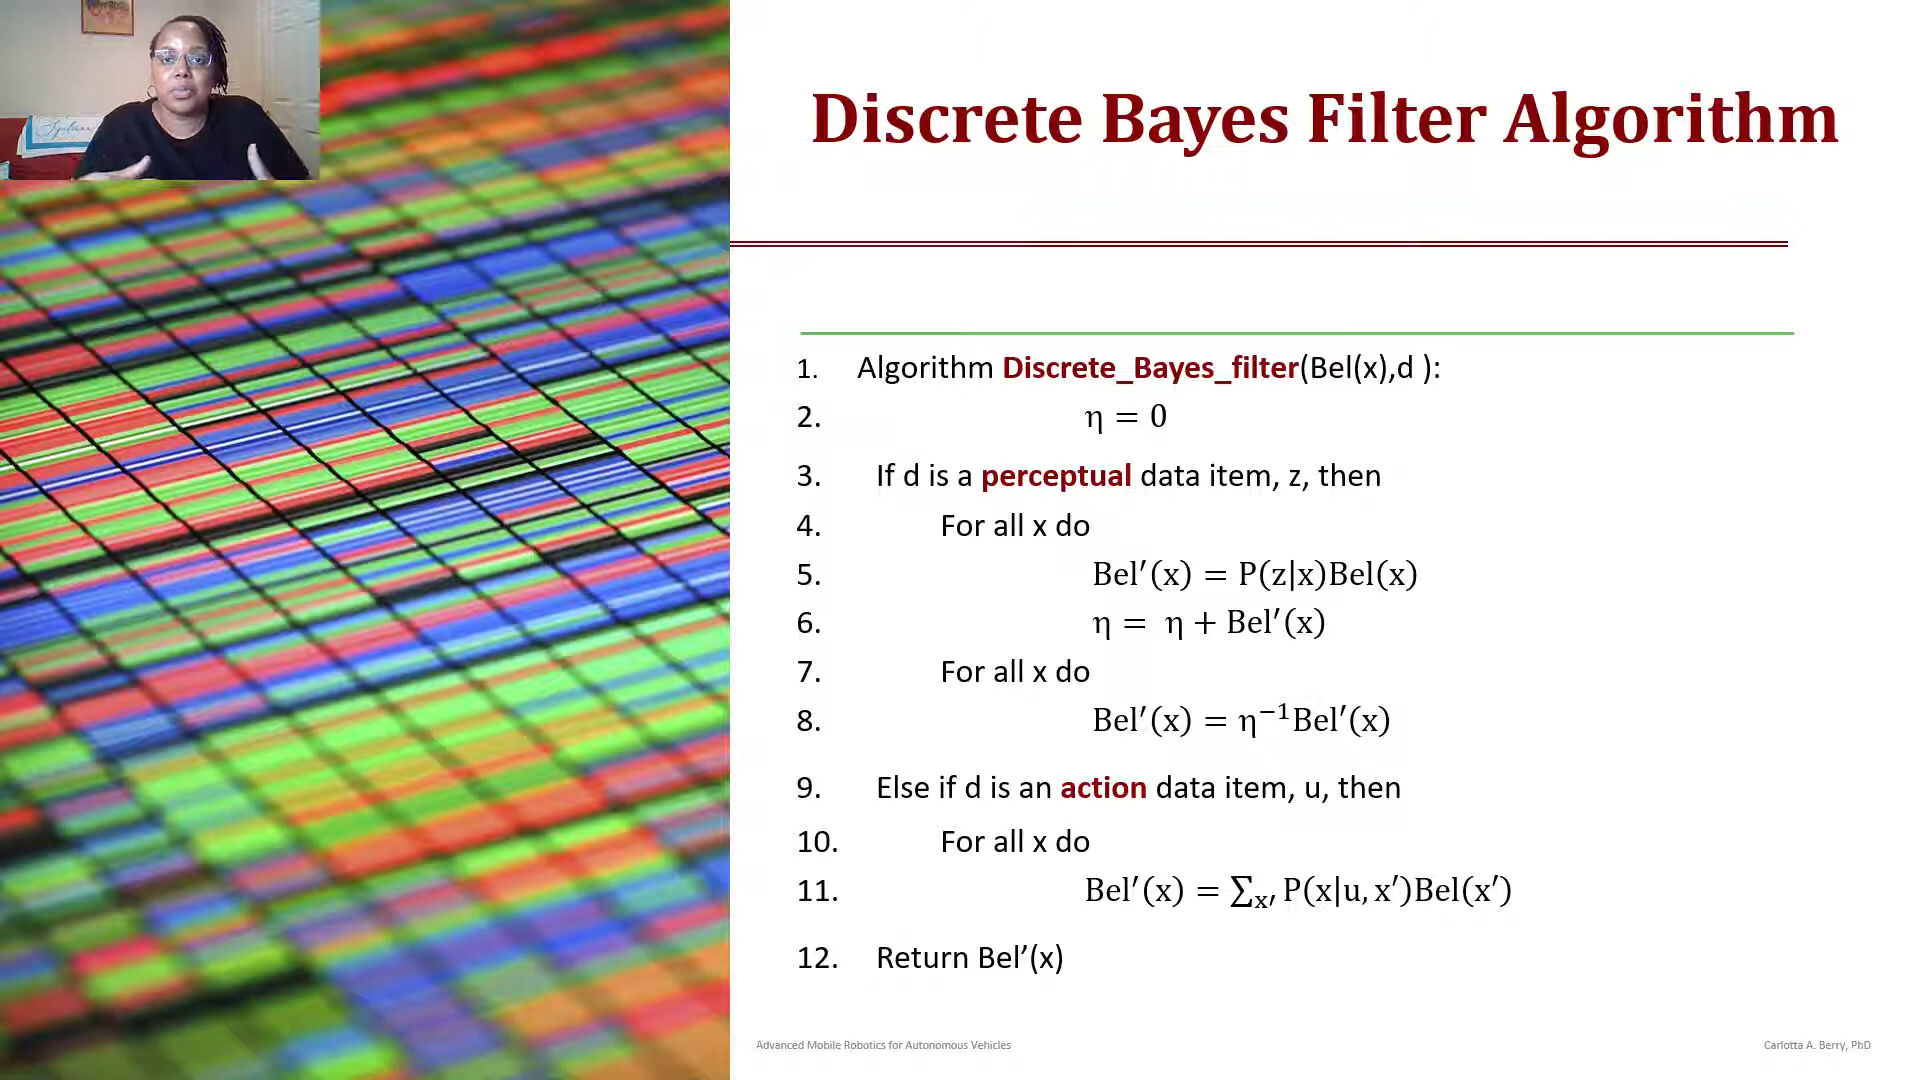 Discrete Bayes Filter Algorithm
1. Algorithm Discrete_Bayes_filter(Bel(x),d ):
2. η = 0
3. If d is a perceptual data item, z, then
4. For all x do
5. Bel′(x) = P(z|x)Bel(x)
6. η = η + Bel′(x)
7. For all x do
8. Bel′(x) = η⁻¹Bel′(x)
9. Else if d is an action data item, u, then
10. For all x do
11. Bel′(x) = ∑ₓ′ P(x|u, x′)Bel(x′)
12. Return Bel’(x)
Advanced Mobile Robotics for Autonomous Vehicles
Carlotta A. Berry, PhD